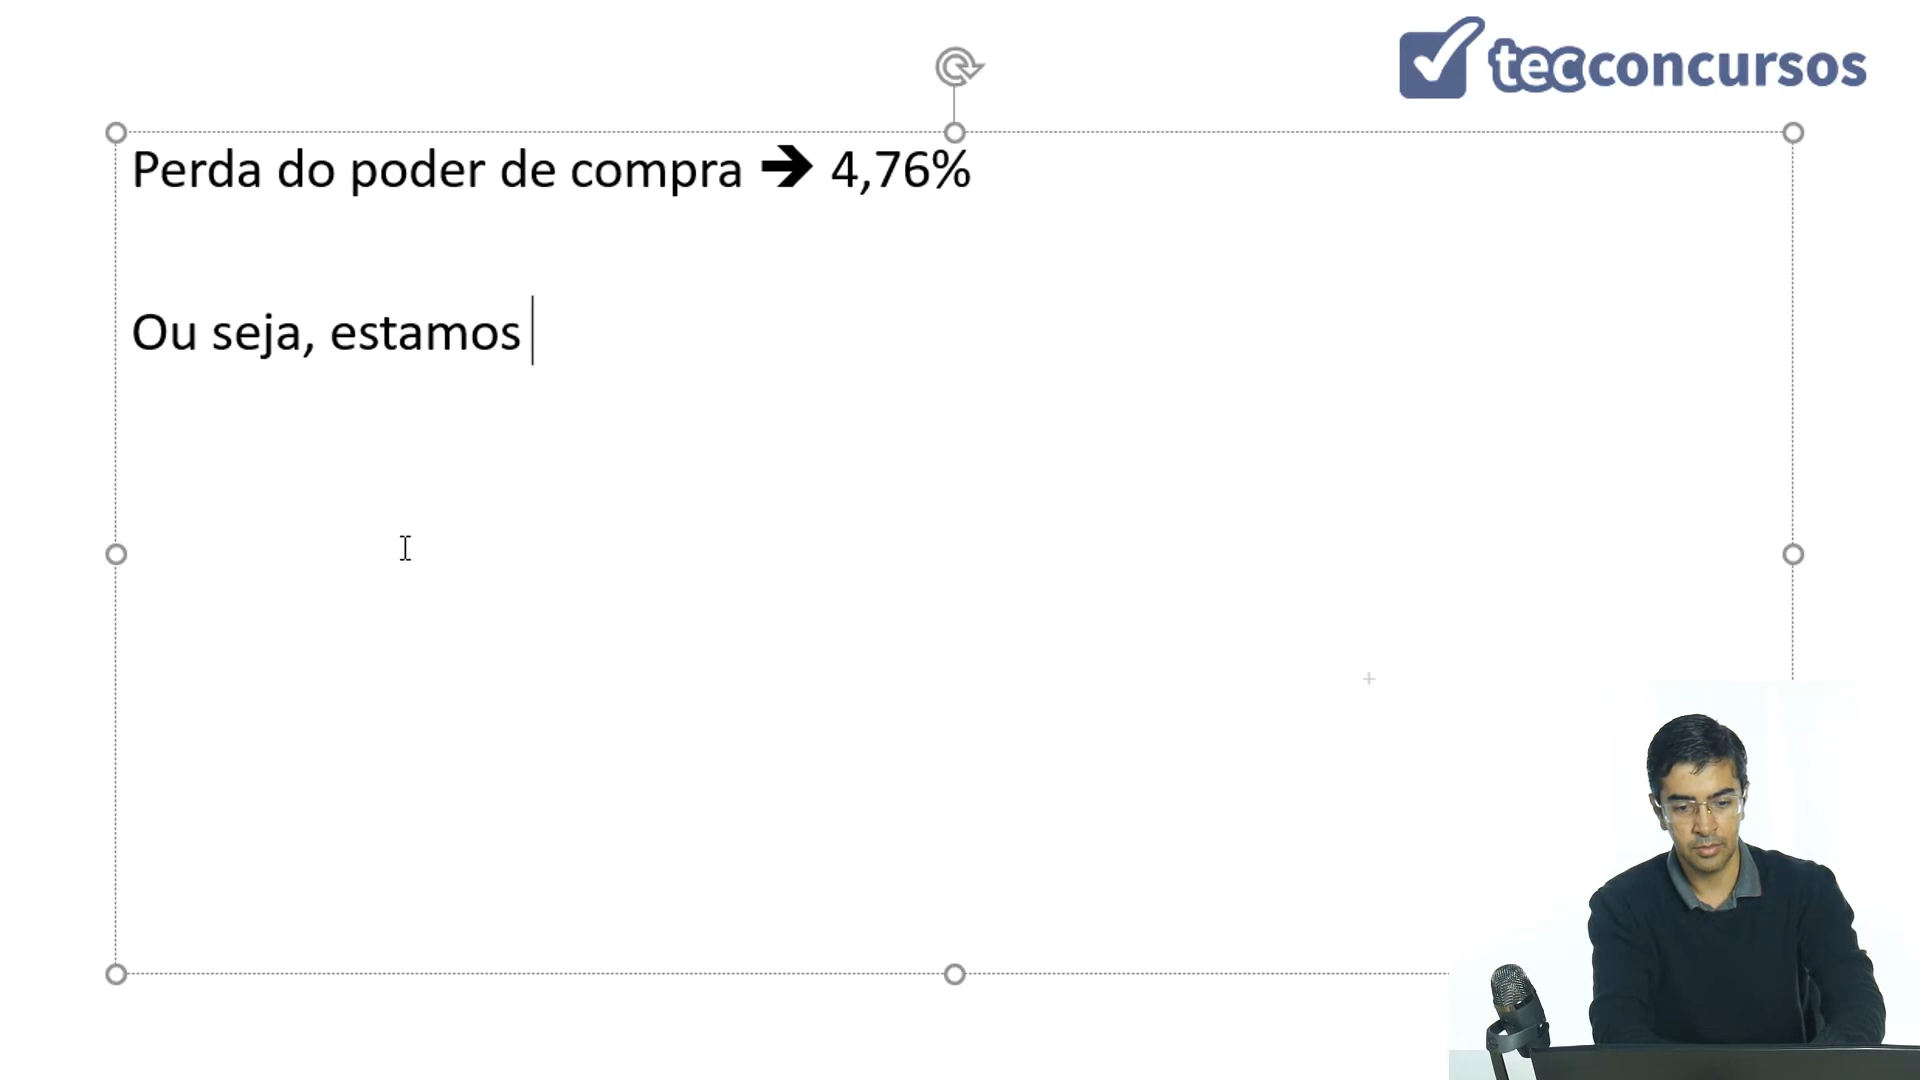 tecconcursos
Perda do poder de compra ➔ 4,76%
Ou seja, estamos